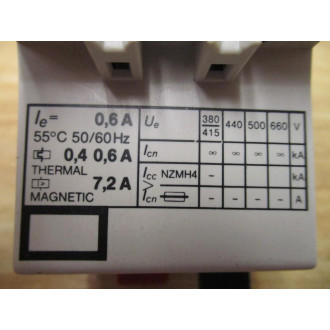 Ie= 0,6 A
55°C 50/60Hz
0,4 0,6 A
THERMAL
7,2 A
MAGNETIC
Ue 380/415 440 500 660 V
Icn ∞ ∞ ∞ ∞ kA
Icc NZMH4 - kA
> Icn - A